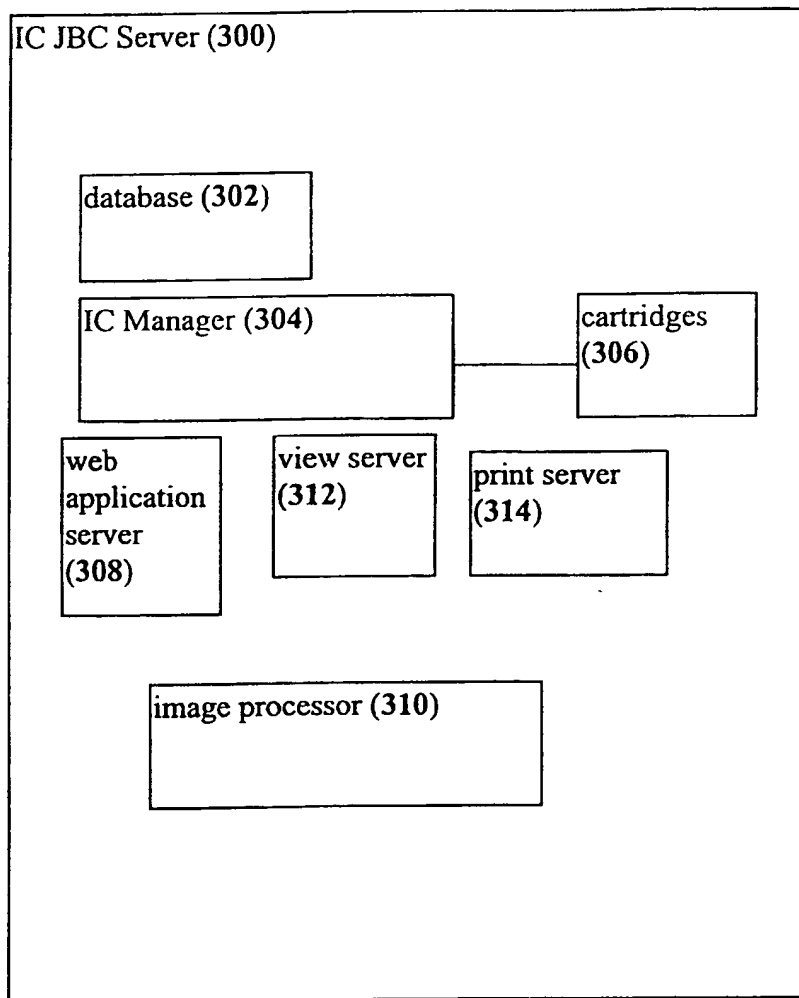 IC JBC Server (300)
database (302)
IC Manager (304)
cartridges
(306)
web
application
server
(308)
view server
(312)
print server
(314)
image processor (310)